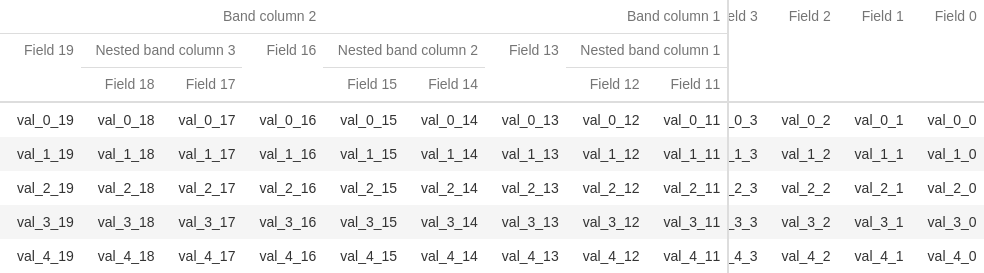 Band column 2 Band column 1 eld 3 Field 2 Field 1 Field 0
Field 19 Nested band column 3 Field 16 Nested band column 2 Field 13 Nested band column 1
Field 18 Field 17 Field 15 Field 14 Field 12 Field 11
val_0_19 val_0_18 val_0_17 val_0_16 val_0_15 val_0_14 val_0_13 val_0_12 val_0_11 _0_3 val_0_2 val_0_1 val_0_0
val_1_19 val_1_18 val_1_17 val_1_16 val_1_15 val_1_14 val_1_13 val_1_12 val_1_11 _1_3 val_1_2 val_1_1 val_1_0
val_2_19 val_2_18 val_2_17 val_2_16 val_2_15 val_2_14 val_2_13 val_2_12 val_2_11 _2_3 val_2_2 val_2_1 val_2_0
val_3_19 val_3_18 val_3_17 val_3_16 val_3_15 val_3_14 val_3_13 val_3_12 val_3_11 _3_3 val_3_2 val_3_1 val_3_0
val_4_19 val_4_18 val_4_17 val_4_16 val_4_15 val_4_14 val_4_13 val_4_12 val_4_11 _4_3 val_4_2 val_4_1 val_4_0